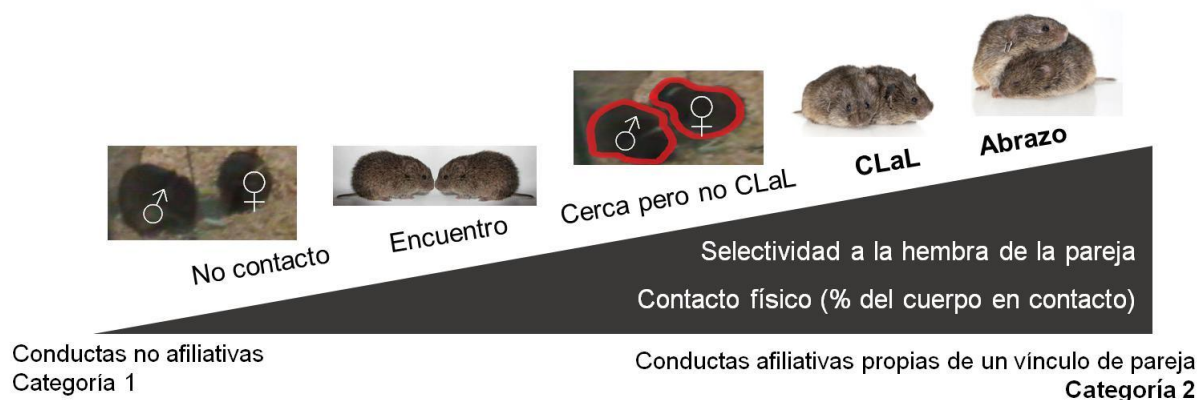 No contacto
Encuentro
Cerca pero no CLaL
CLaL
Abrazo
Selectividad a la hembra de la pareja
Contacto físico (% del cuerpo en contacto)
Conductas no afiliativas
Categoría 1
Conductas afiliativas propias de un vínculo de pareja
Categoría 2